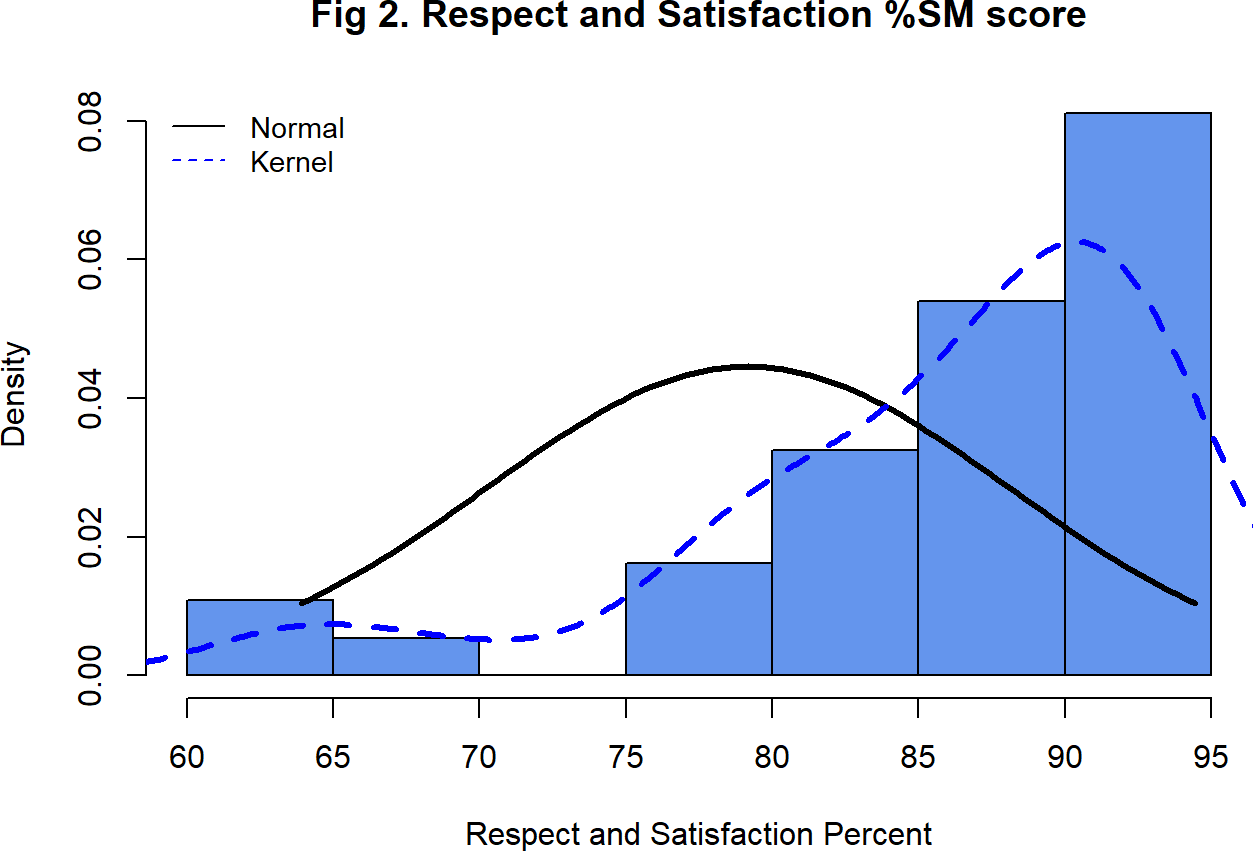 Fig 2. Respect and Satisfaction %SM score
Normal
Kernel
Density
0.00
0.02
0.04
0.06
0.08
60 65 70 75 80 85 90 95
Respect and Satisfaction Percent